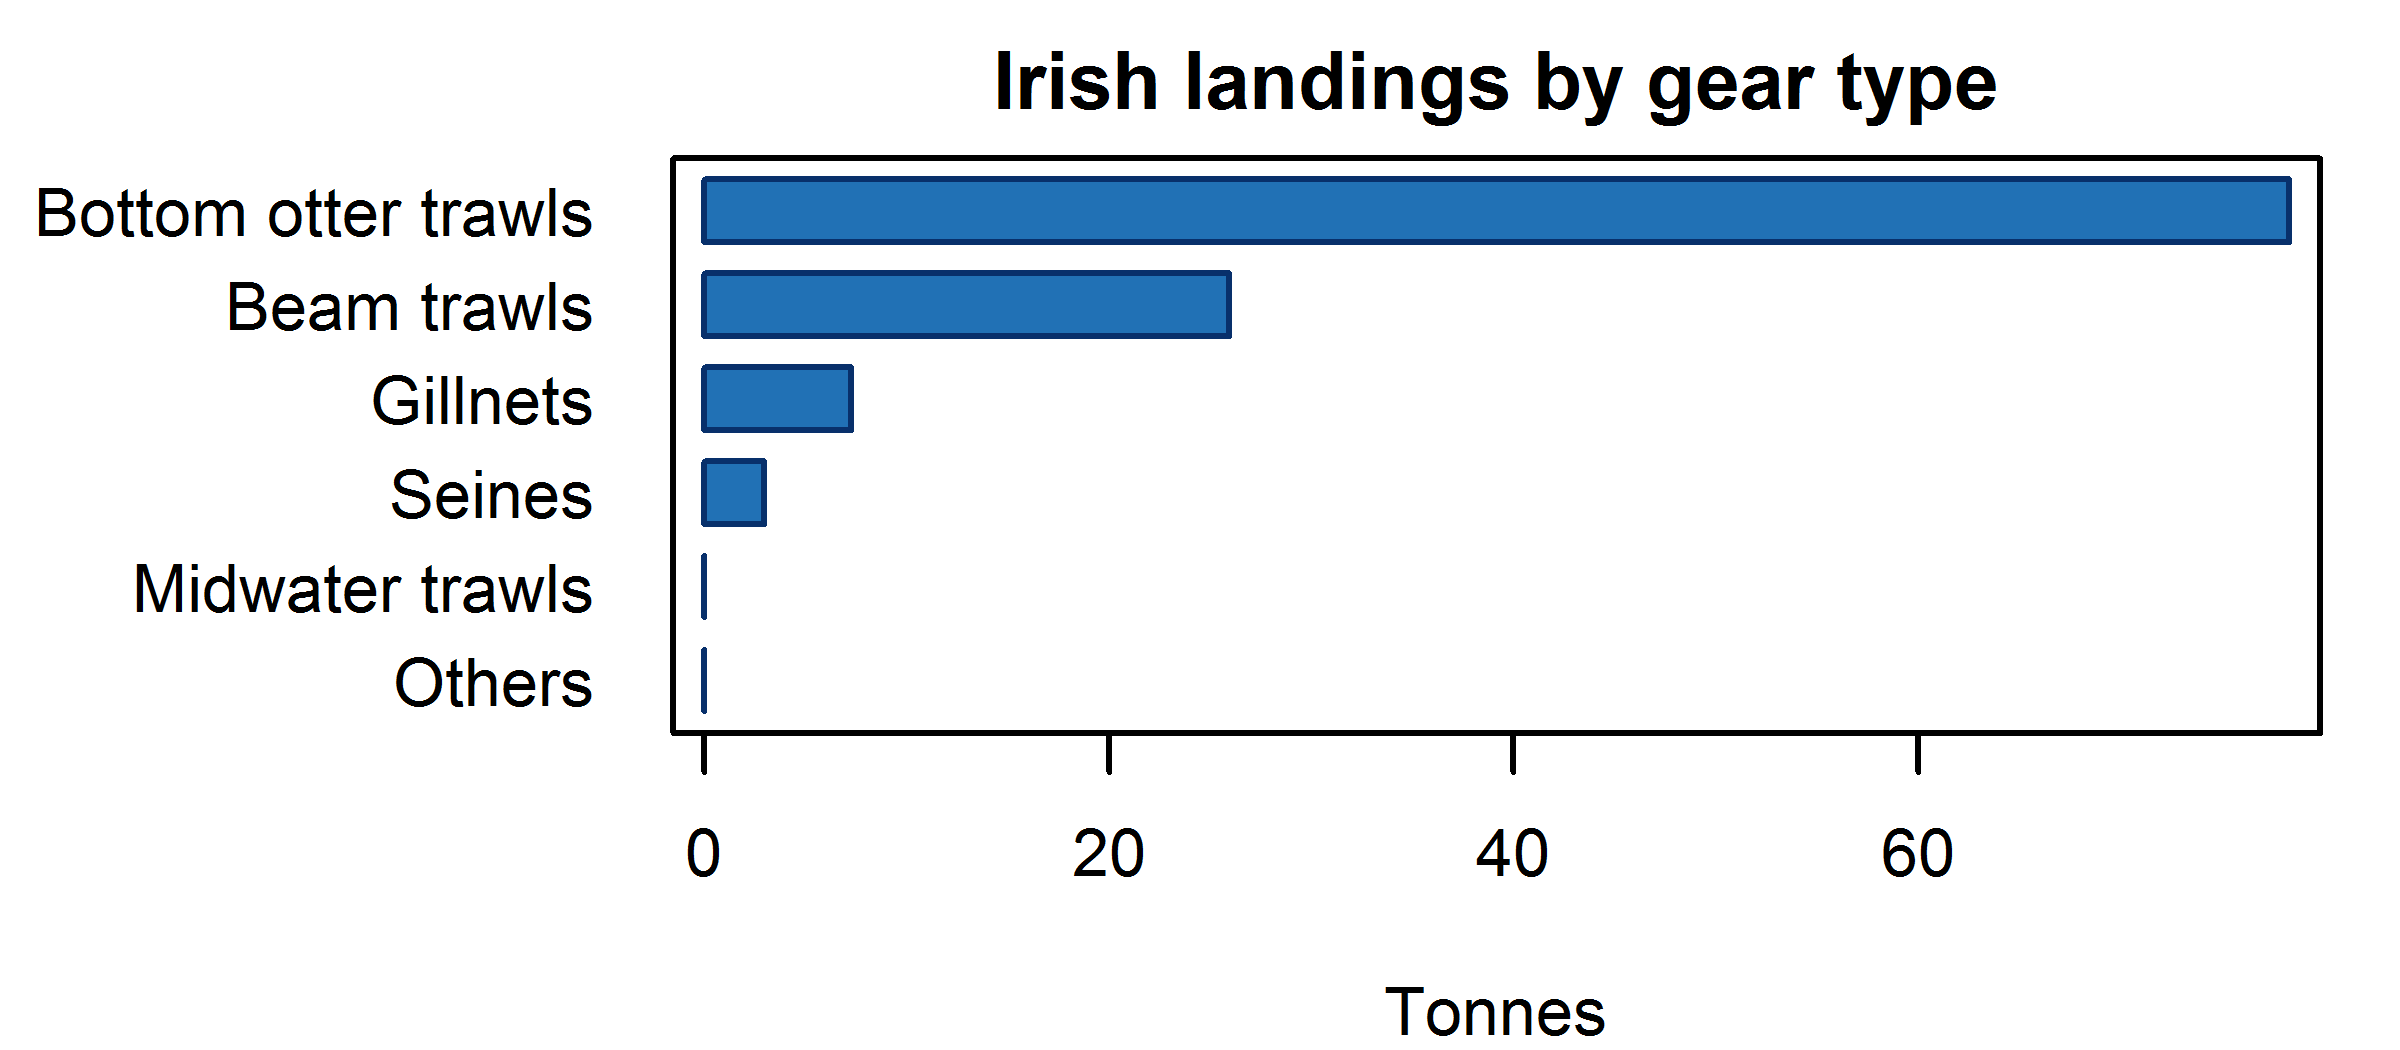 Irish landings by gear type
Bottom otter trawls
Beam trawls
Gillnets
Seines
Midwater trawls
Others
0 20 40 60
Tonnes